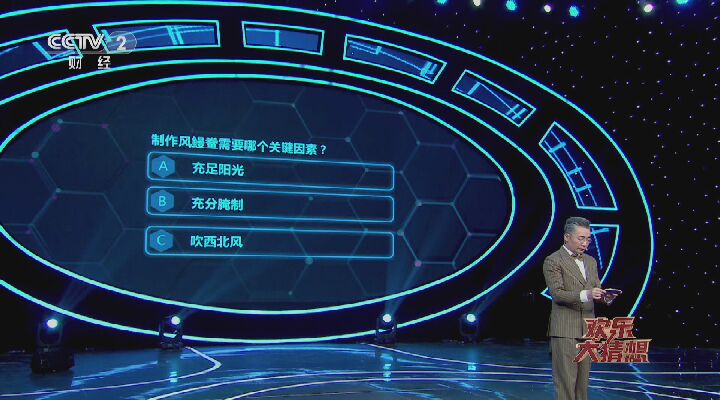 CCTV 2
财经
制作风鳗鲞需要哪个关键因素？
A 充足阳光
B 充分腌制
C 吹西北风
欢乐
大猜想